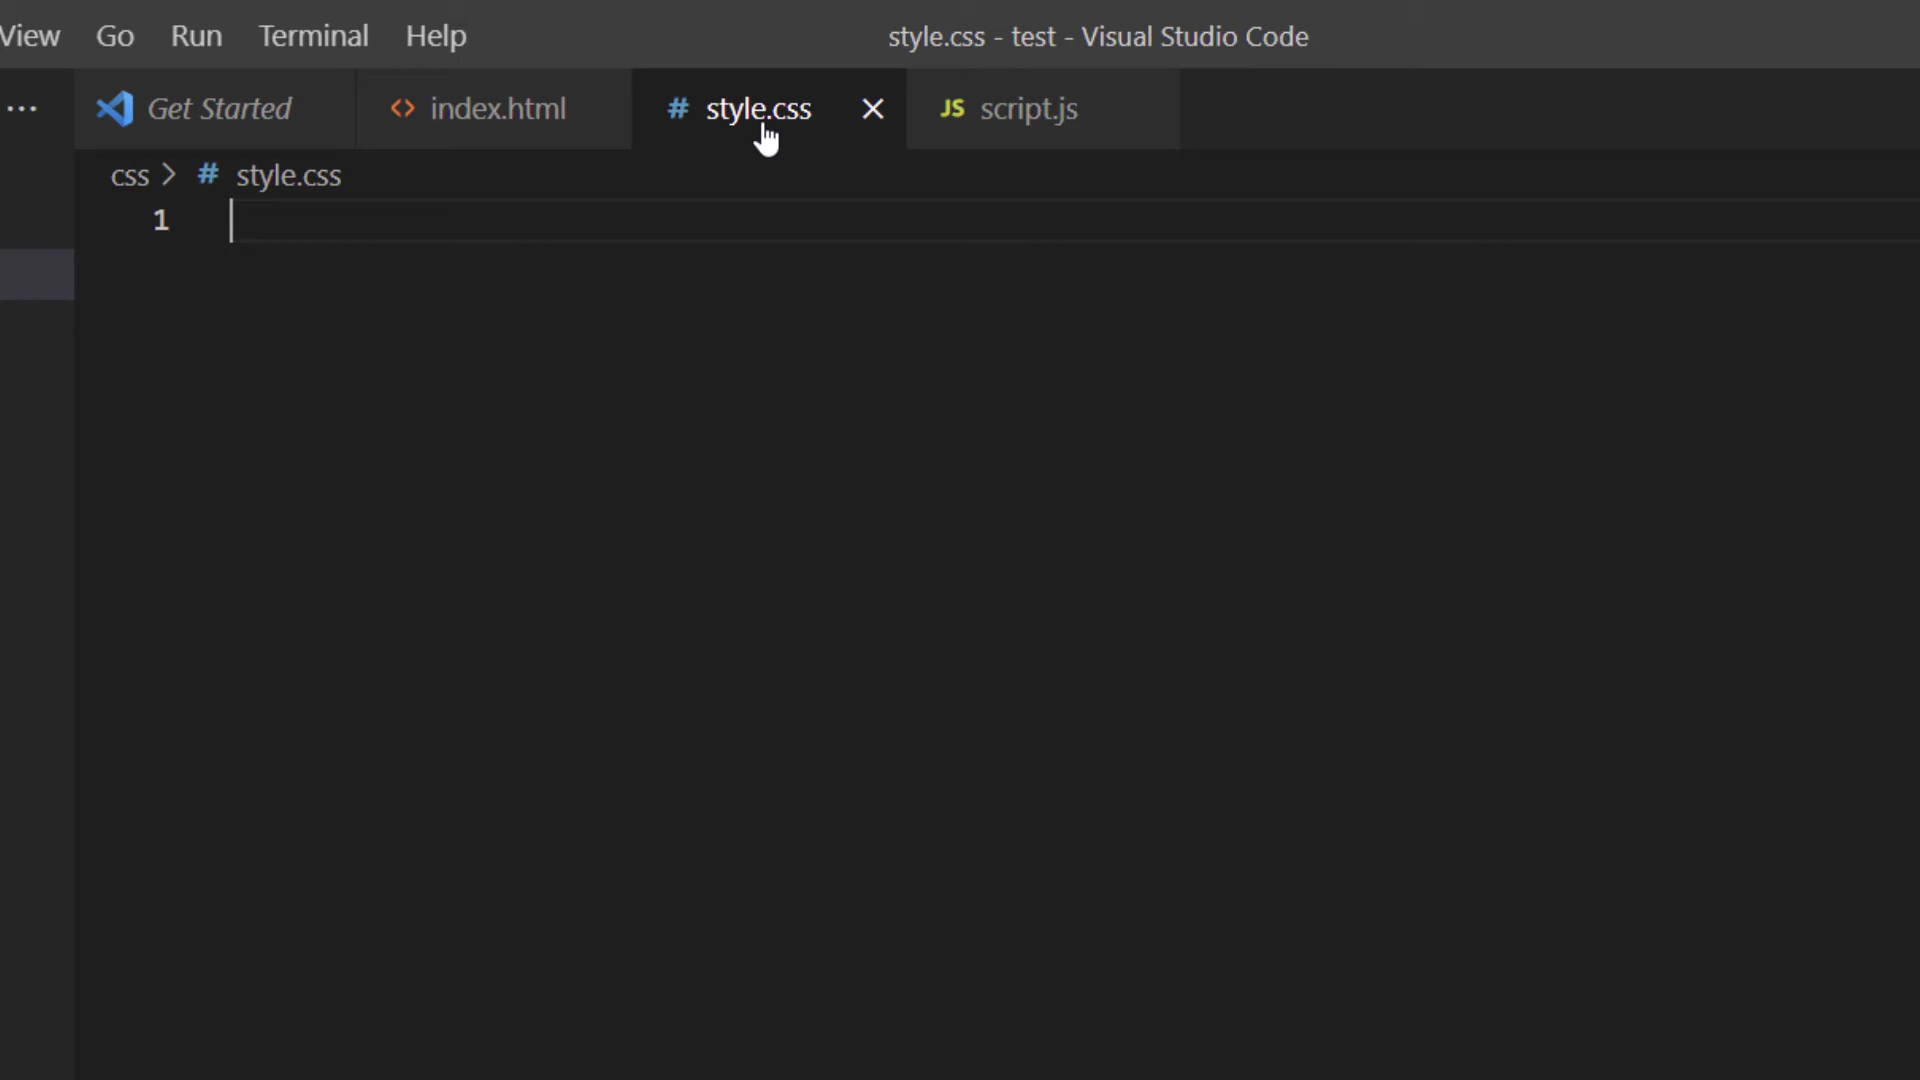 View Go Run Terminal Help style.css - test - Visual Studio Code
... Get Started <> index.html # style.css × JS script.js
css > # style.css
1